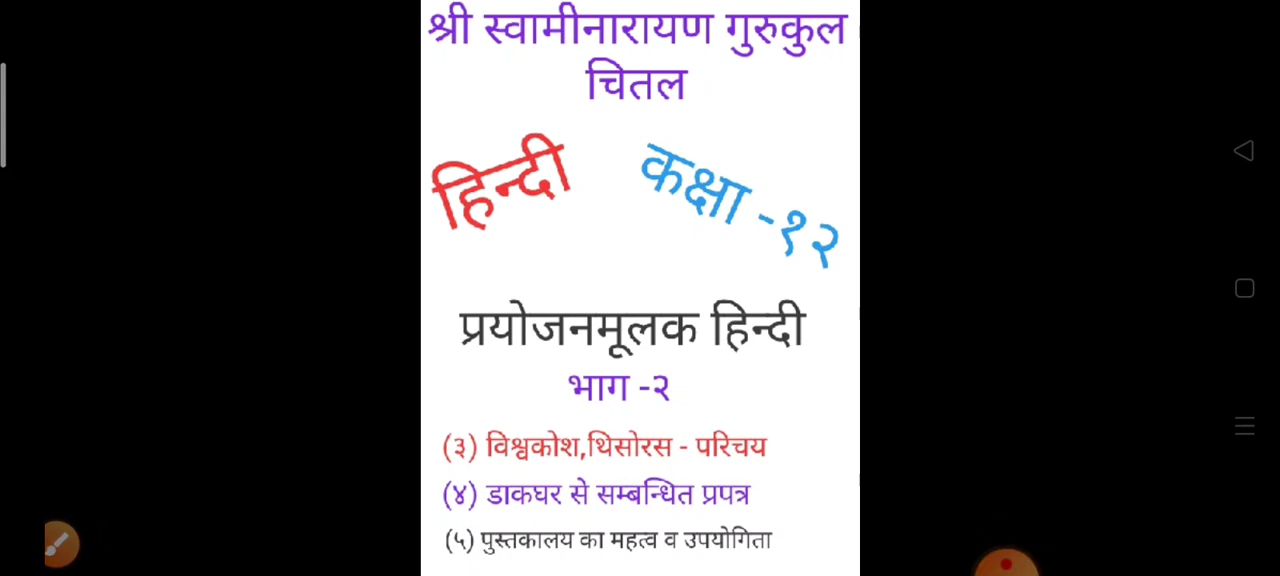 श्री स्वामीनारायण गुरुकुल
चितल
हिन्दी कक्षा -१२
प्रयोजनमूलक हिन्दी
भाग -२
(३) विश्वकोश,थिसोरस - परिचय
(४) डाकघर से सम्बन्धित प्रपत्र
(५) पुस्तकालय का महत्व व उपयोगिता